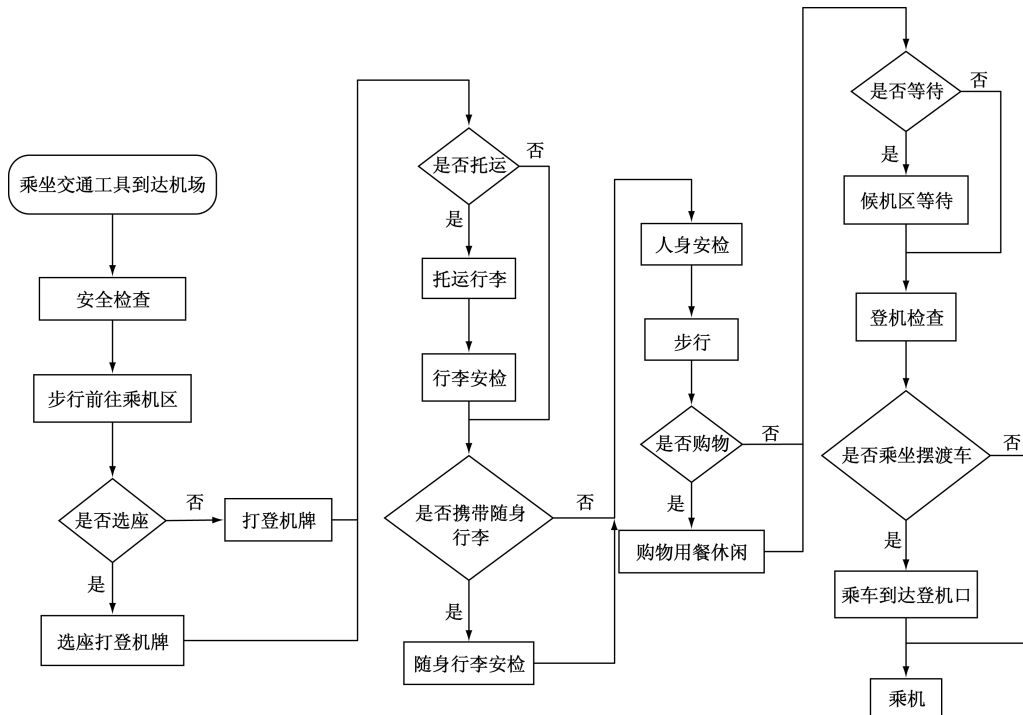 乘坐交通工具到达机场
安全检查
步行前往乘机区
是否选座
否
打登机牌
是
选座打登机牌
是否托运
否
是
托运行李
行李安检
是否携带随身
行李
否
是
随身行李安检
人身安检
步行
是否购物
否
是
购物用餐休闲
是否等待
否
是
候机区等待
登机检查
是否乘坐摆渡车
否
是
乘车到达登机口
乘机